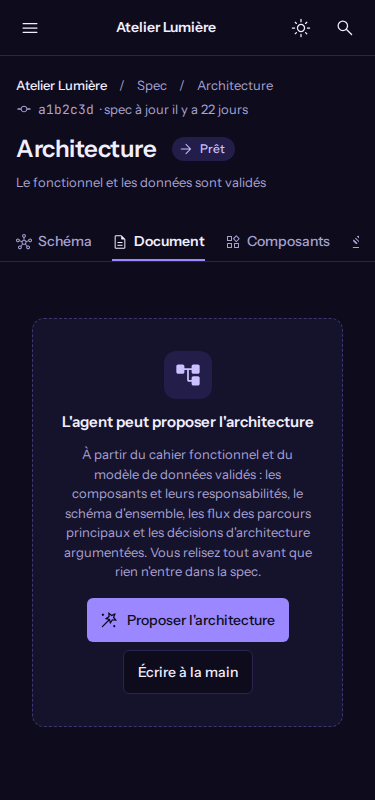 Atelier Lumière
Atelier Lumière / Spec / Architecture
a1b2c3d · spec à jour il y a 22 jours
Architecture
Prêt
Le fonctionnel et les données sont validés
Schéma Document Composants
L'agent peut proposer l'architecture
À partir du cahier fonctionnel et du
modèle de données validés : les
composants et leurs responsabilités, le
schéma d'ensemble, les flux des parcours
principaux et les décisions d'architecture
argumentées. Vous relisez tout avant que
rien n'entre dans la spec.
Proposer l'architecture
Écrire à la main